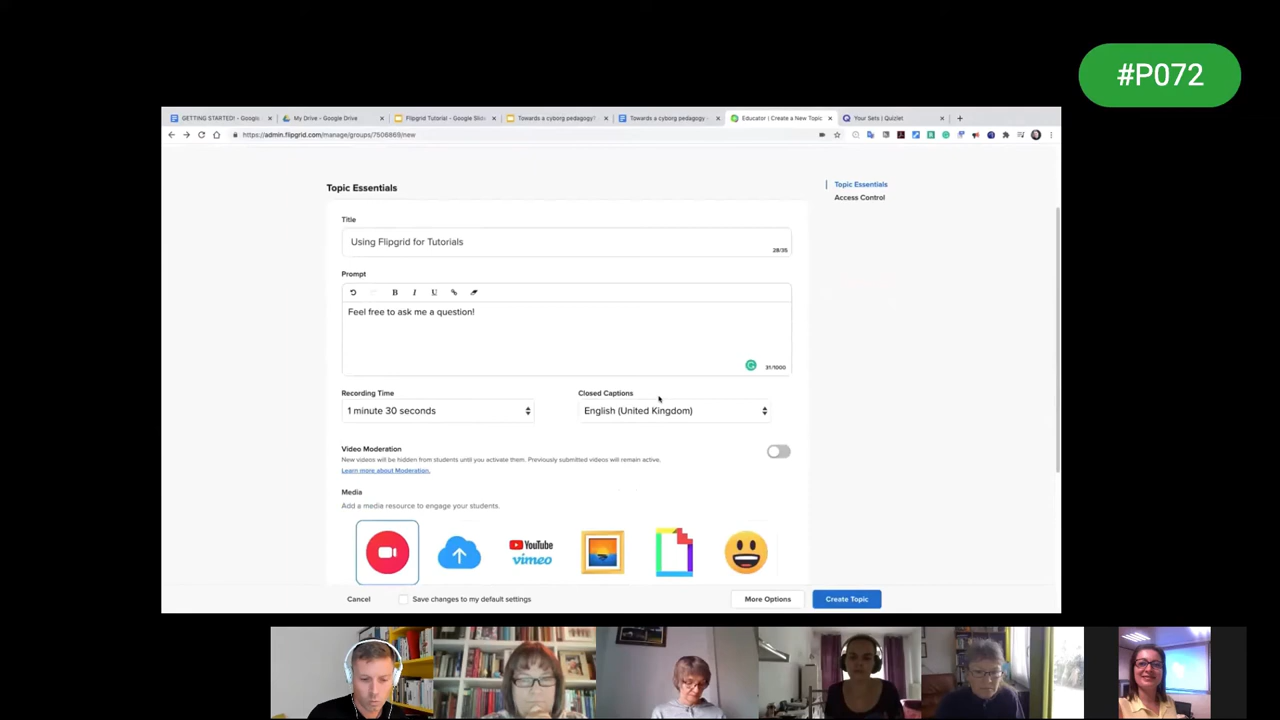 #P072
GETTING STARTED! - Google
My Drive - Google Drive
Flipgrid Tutorial - Google Slid
Towards a cyborg pedagogy?
Towards a cyborg pedagogy
Educator | Create a New Topic
Your Sets | Quizlet
https://admin.flipgrid.com/manage/groups/7506869/new
Topic Essentials
Topic Essentials
Access Control
Title
Using Flipgrid for Tutorials
28/35
Prompt
B I U
Feel free to ask me a question!
31/1000
Recording Time
Closed Captions
1 minute 30 seconds
English (United Kingdom)
Video Moderation
New videos will be hidden from students until you activate them. Previously submitted videos will remain active.
Learn more about Moderation.
Media
Add a media resource to engage your students.
YouTube
vimeo
Cancel
Save changes to my default settings
More Options
Create Topic